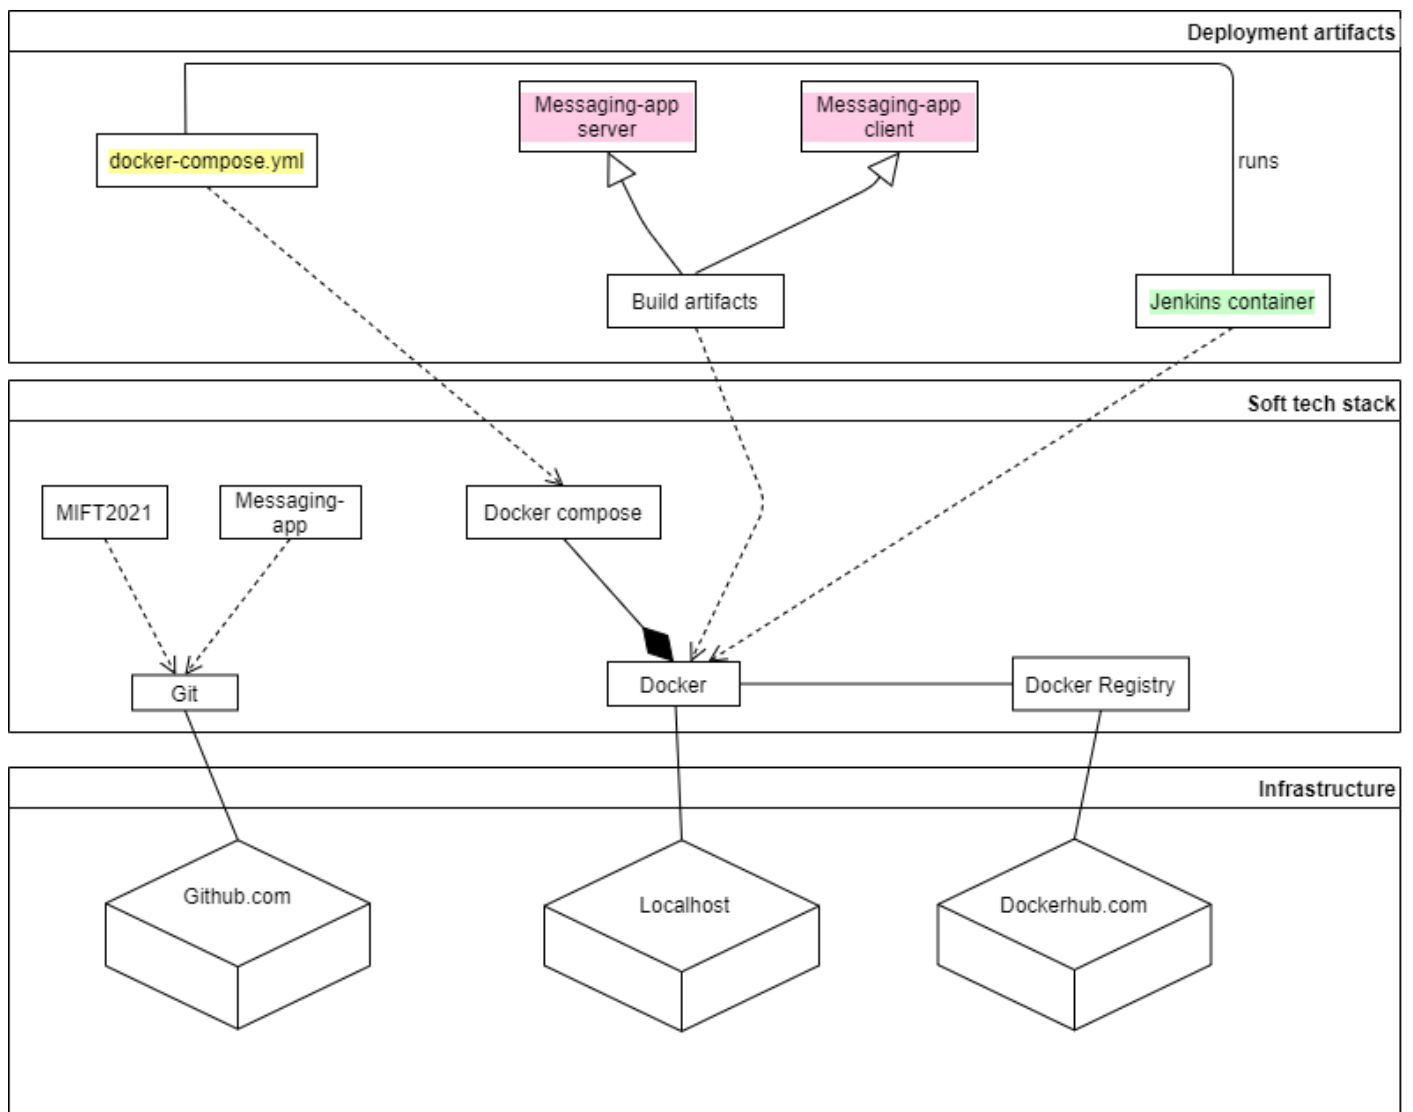 Deployment artifacts
Messaging-app
server
Messaging-app
client
docker-compose.yml
runs
Build artifacts
Jenkins container
Soft tech stack
MIFT2021
Messaging-
app
Docker compose
Git
Docker
Docker Registry
Infrastructure
Github.com
Localhost
Dockerhub.com